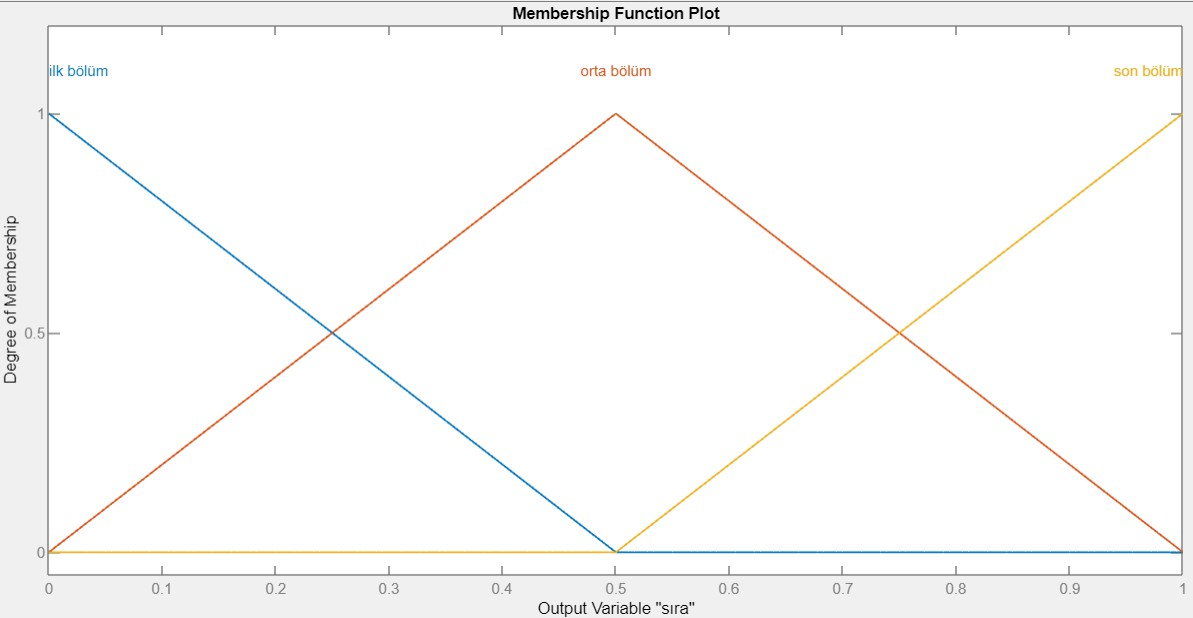 Membership Function Plot
ilk bölüm orta bölüm son bölüm
1
0.5
0
Degree of Membership
0 0.1 0.2 0.3 0.4 0.5 0.6 0.7 0.8 0.9 1
Output Variable "sıra"